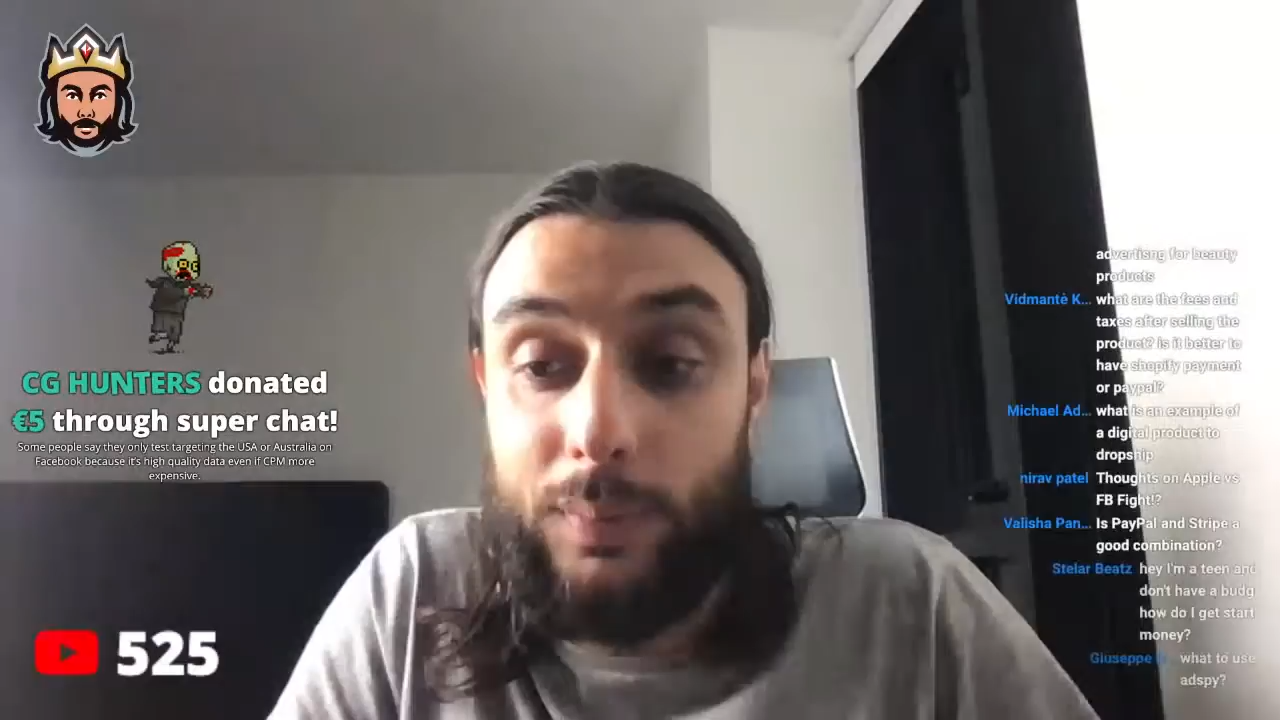 CG HUNTERS donated
€5 through super chat!
Some people say they only test targeting the USA or Australia on
Facebook because it's high quality data even if CPM more
expensive.
525
advertisng for beauty
products
Vidmantė K... what are the fees and
taxes after selling the
product? is it better to
have shopify payment
or paypal?
Michael Ad... what is an example of
a digital product to
dropship
nirav patel Thoughts on Apple vs
FB Fight!?
Valisha Pan... Is PayPal and Stripe a
good combination?
Stelar Beatz hey I'm a teen and
don't have a budg
how do I get start
money?
Giuseppe what to use
adspy?